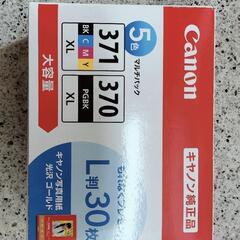 Canon
キヤノン純正品
5色マルチパック
371 XL
BK C M Y
370 XL
PGBK
大容量
L判30枚
キヤノン写真用紙
光沢 ゴールド